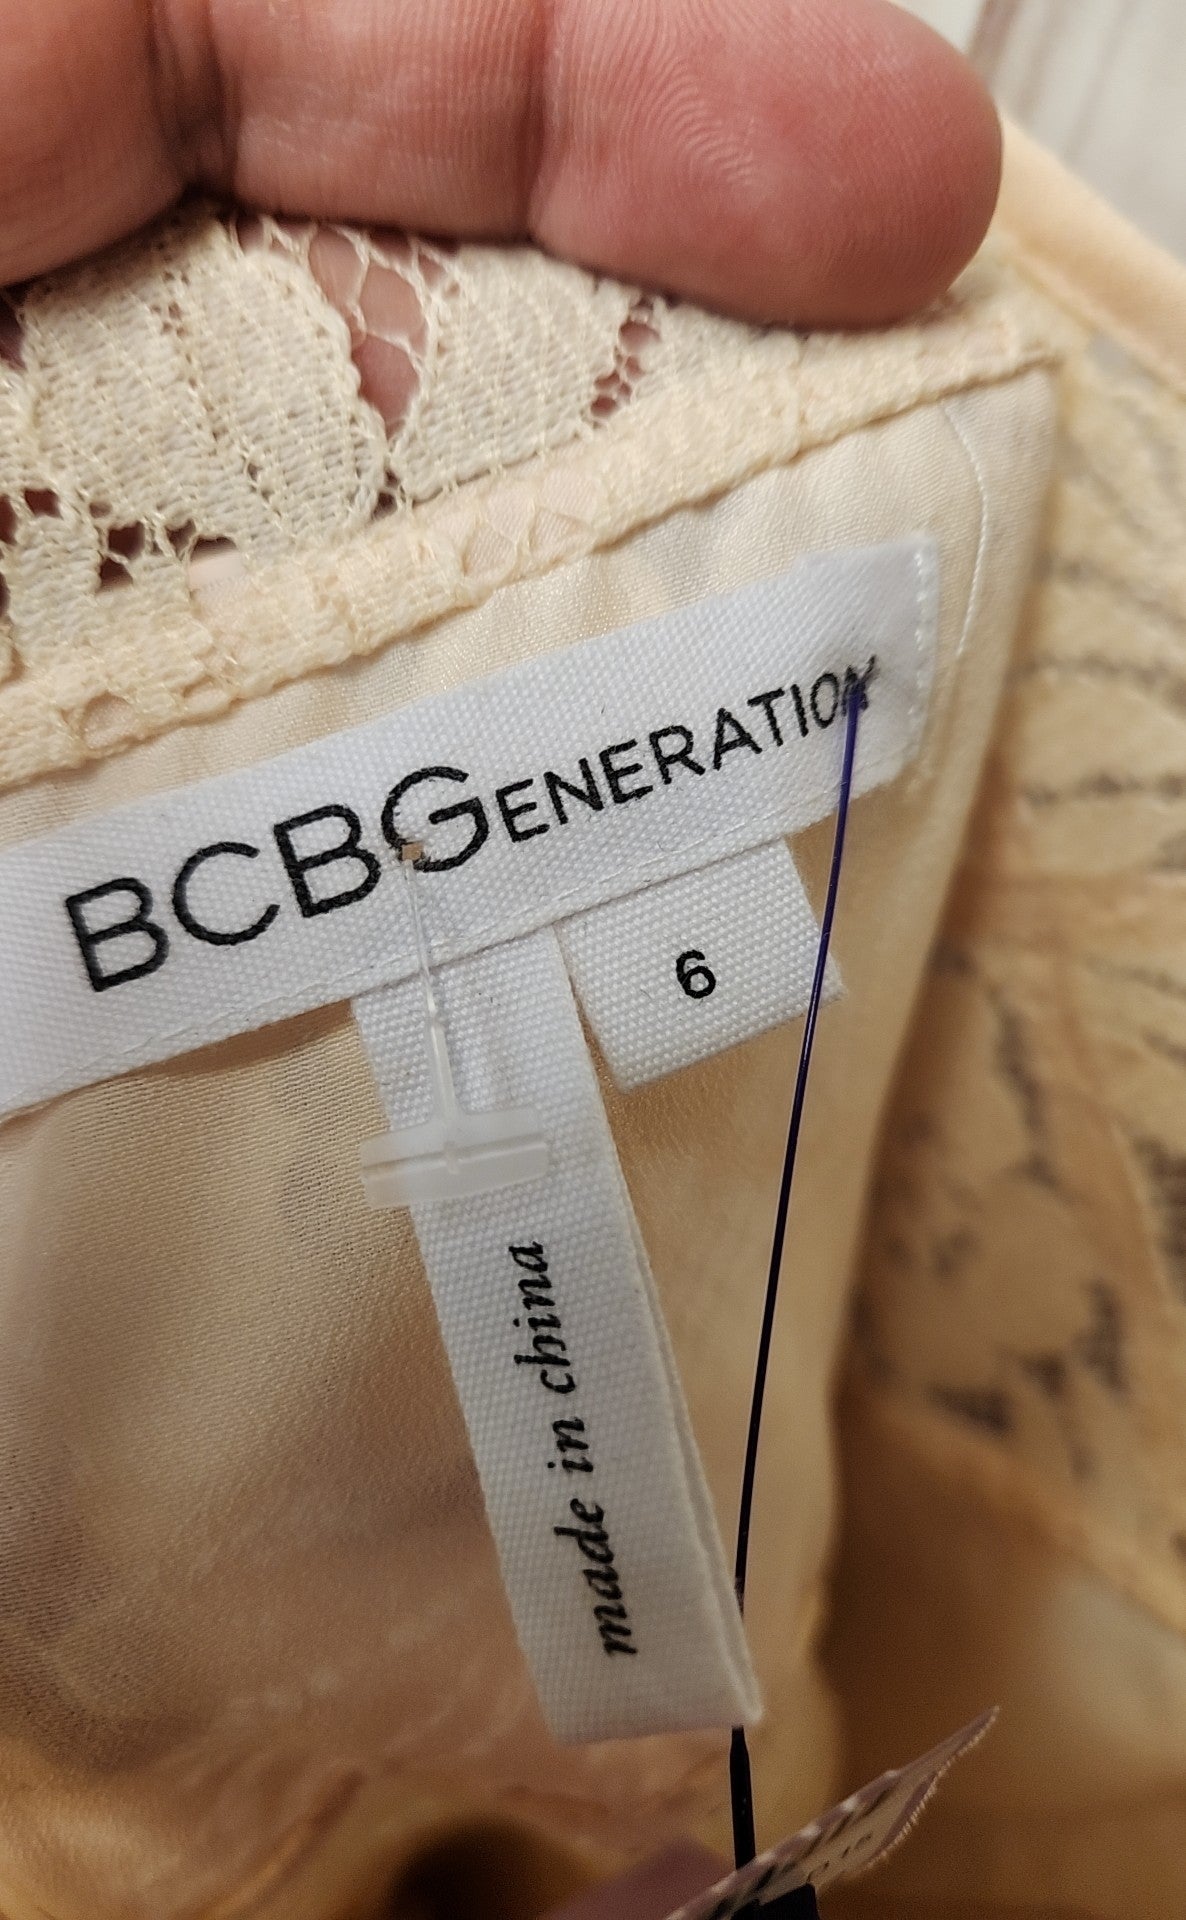 BCBGENERATION
6
made in china